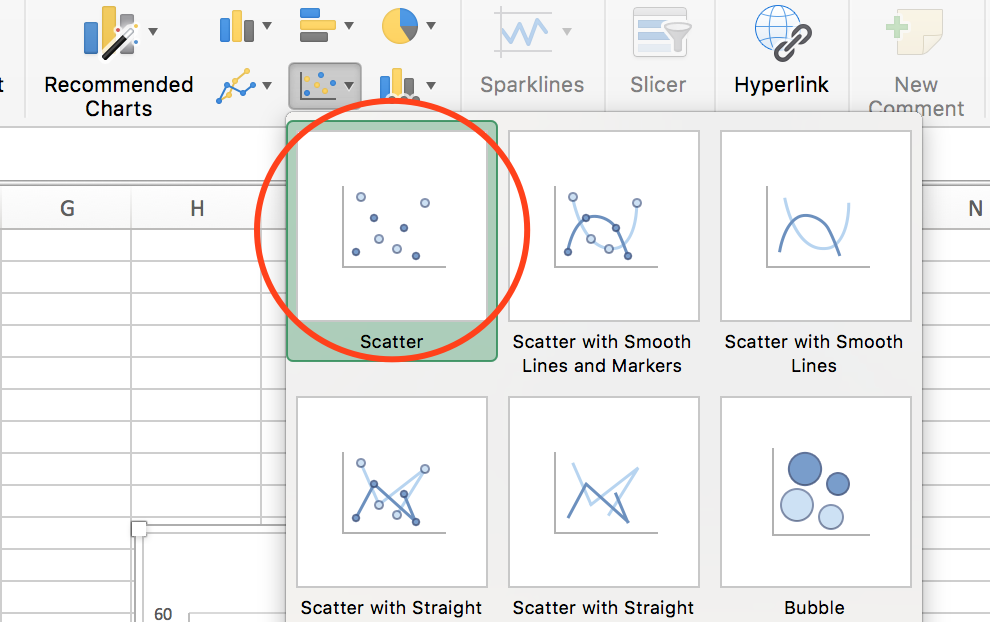 t
Recommended
Charts
Sparklines
Slicer
Hyperlink
New
Comment
G
H
N
Scatter
Scatter with Smooth
Lines and Markers
Scatter with Smooth
Lines
Scatter with Straight
Scatter with Straight
Bubble
60